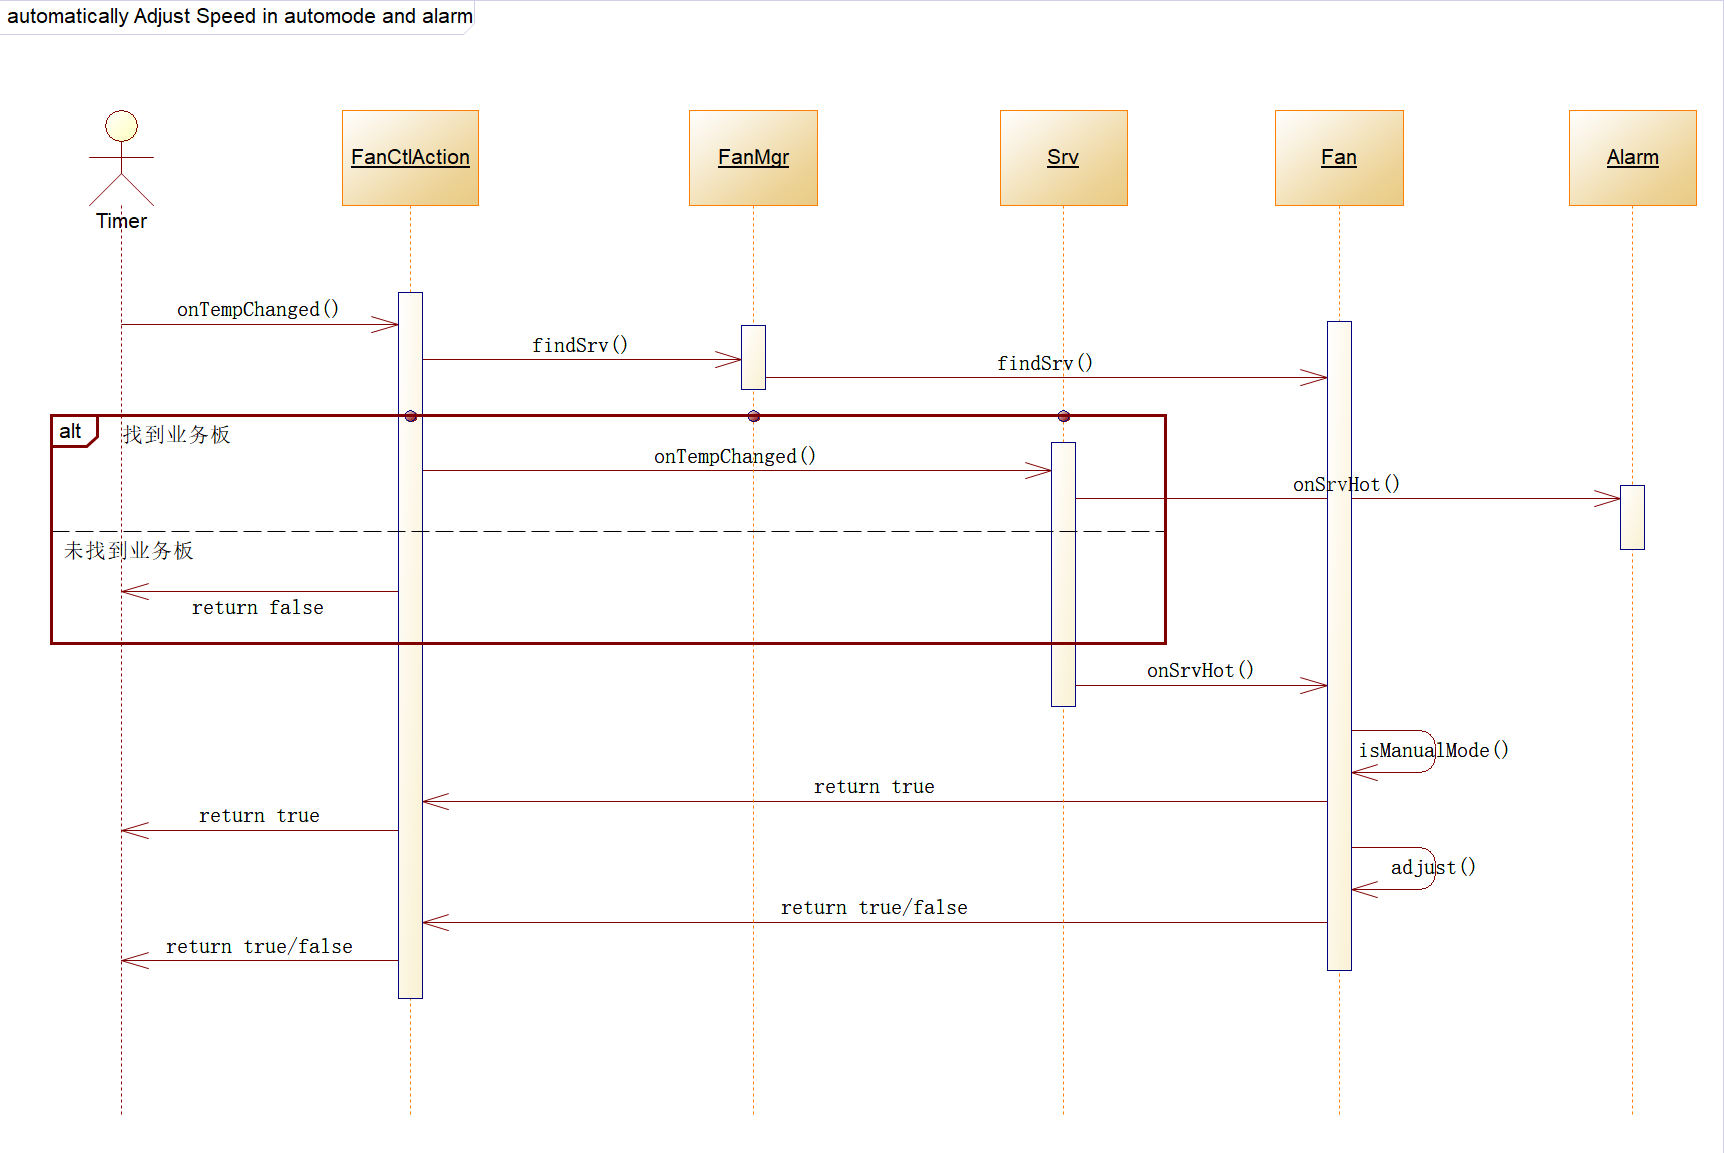 automatically Adjust Speed in automode and alarm
Timer
FanCtlAction
FanMgr
Srv
Fan
Alarm
onTempChanged()
findSrv()
findSrv()
alt
找到业务板
onTempChanged()
onSrvHot()
未找到业务板
return false
onSrvHot()
isManualMode()
return true
return true
adjust()
return true/false
return true/false